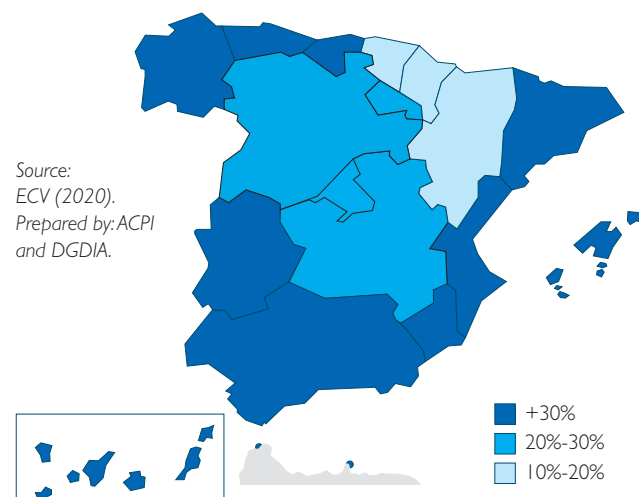 Source:
ECV (2020).
Prepared by: ACPI
and DGDIA.
+30%
20%-30%
10%-20%